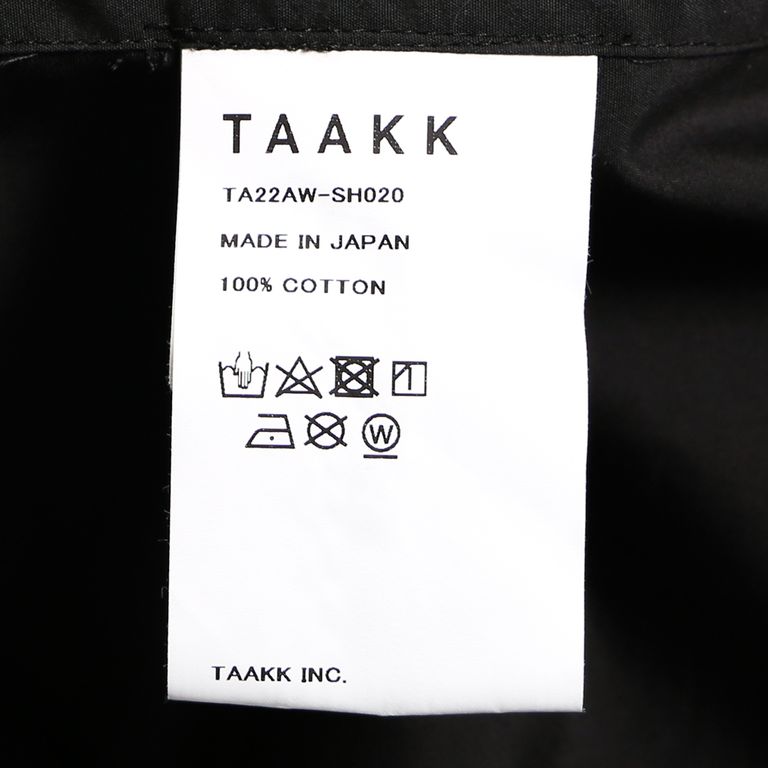 TAAKK
TA22AW-SH020
MADE IN JAPAN
100% COTTON
W
TAAKK INC.